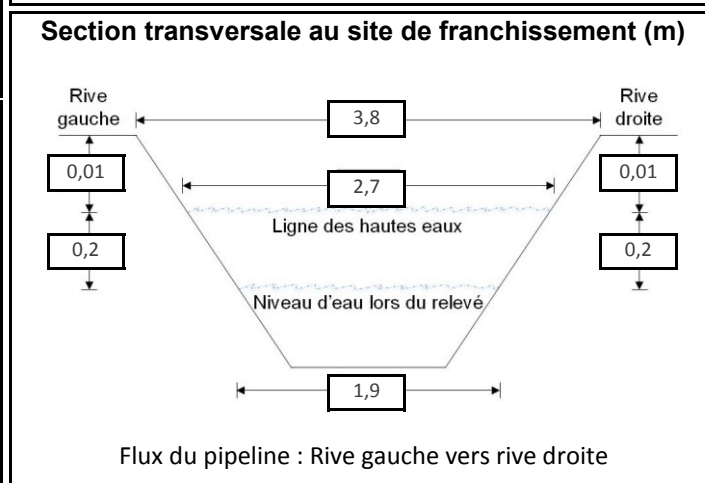 Section transversale au site de franchissement (m)
Rive gauche
3,8
Rive droite
0,01
2,7
0,01
Ligne des hautes eaux
0,2
0,2
Niveau d'eau lors du relevé
1,9
Flux du pipeline : Rive gauche vers rive droite